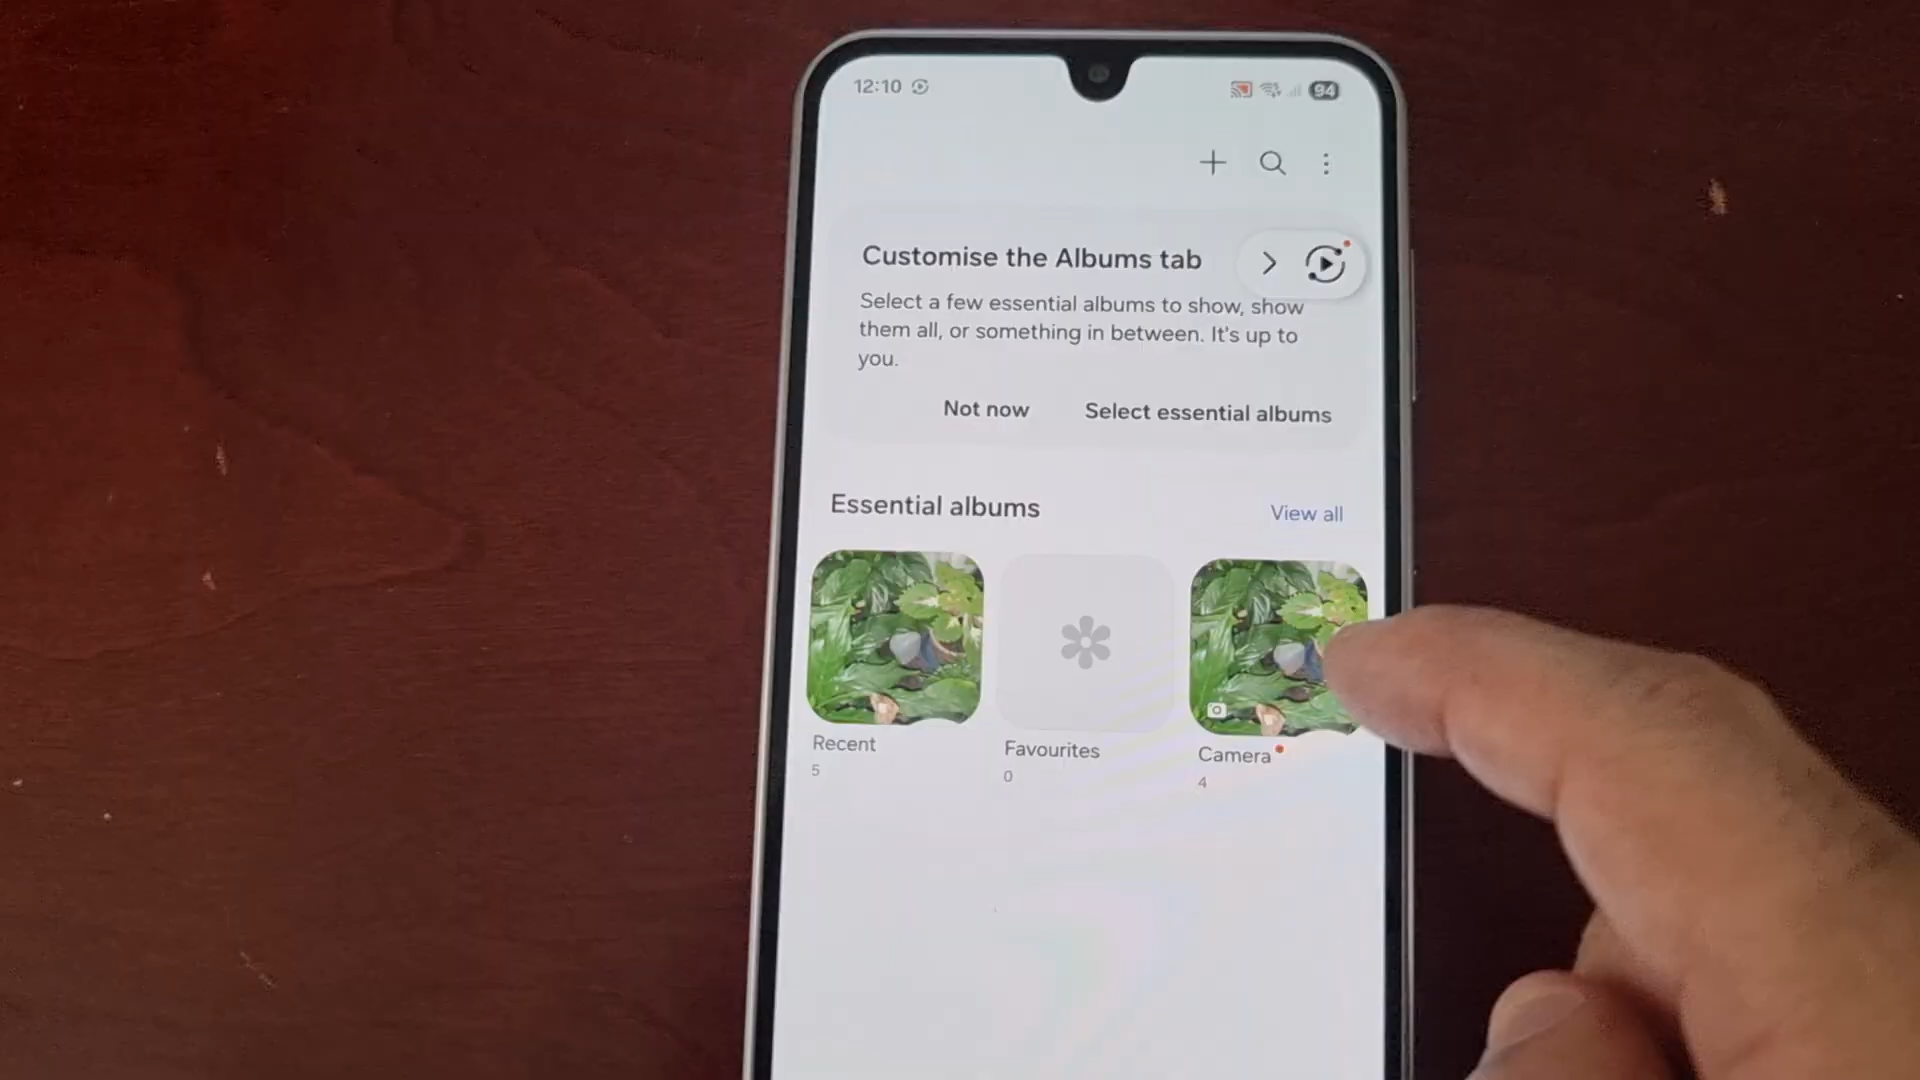 12:10
94
Customise the Albums tab
Select a few essential albums to show, show
them all, or something in between. It's up to
you.
Not now
Select essential albums
Essential albums
View all
Recent
5
Favourites
0
Camera
4